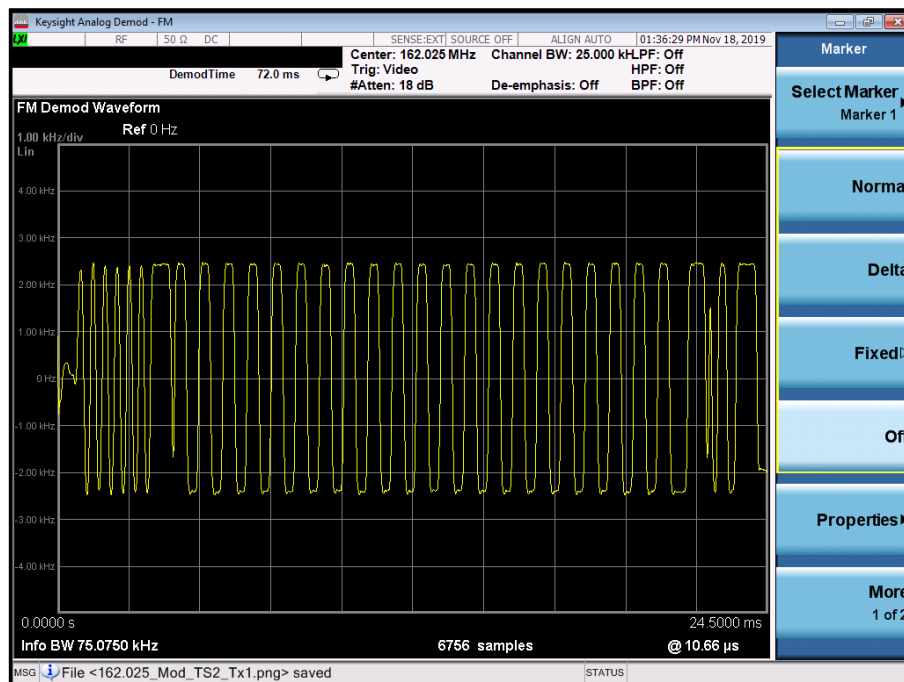 Keysight Analog Demod - FM
LXI RF 50 Ω DC SENSE:EXT SOURCE OFF ALIGN AUTO 01:36:29 PM Nov 18, 2019
Center: 162.025 MHz Channel BW: 25.000 kH LPF: Off
Trig: Video HPF: Off
DemodTime 72.0 ms
#Atten: 18 dB De-emphasis: Off BPF: Off
FM Demod Waveform
Ref 0 Hz
1.00 kHz/div
Lin
4.00 kHz
3.00 kHz
2.00 kHz
1.00 kHz
0 Hz
-1.00 kHz
-2.00 kHz
-3.00 kHz
-4.00 kHz
0.0000 s 24.5000 ms
Info BW 75.0750 kHz 6756 samples @ 10.66 µs
MSG File <162.025_Mod_TS2_Tx1.png> saved STATUS
Marker
Select Marker
Marker 1
Norma
Delta
Fixed
Of
Properties
More
1 of 2